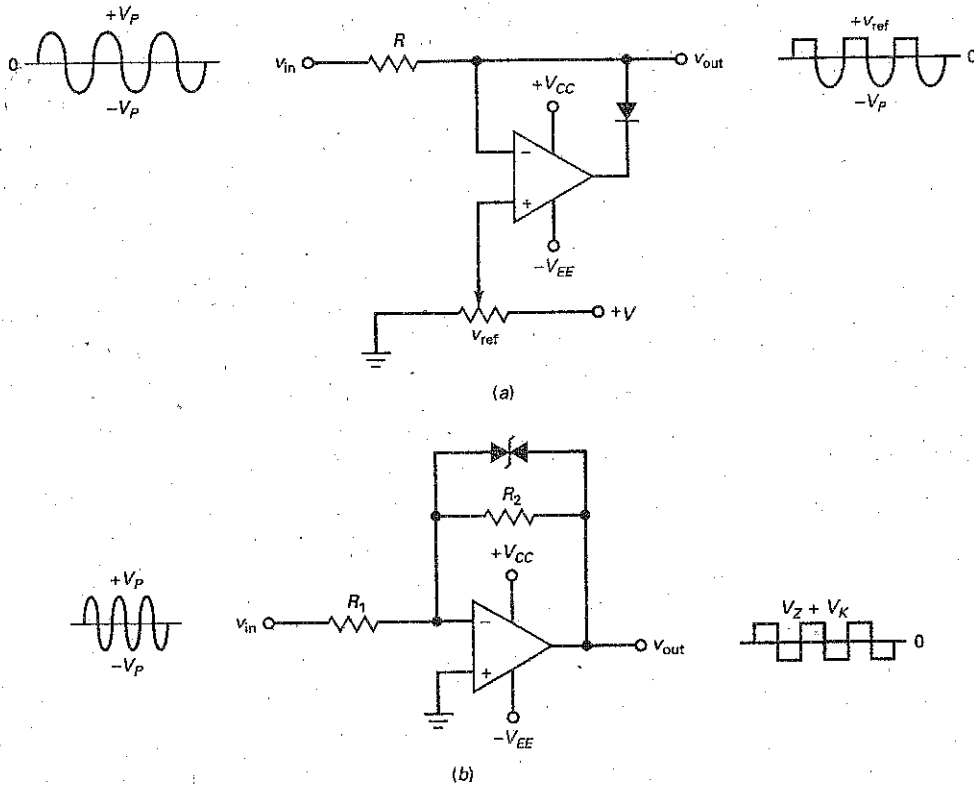 +V_P
0
−V_P
v_in
R
v_out
+v_ref
0
−V_P
+V_CC
−
+
−V_EE
+V
v_ref
(a)
R_2
+V_CC
+V_P
−V_P
v_in
R_1
−
+
v_out
V_Z + V_K
0
−V_EE
(b)